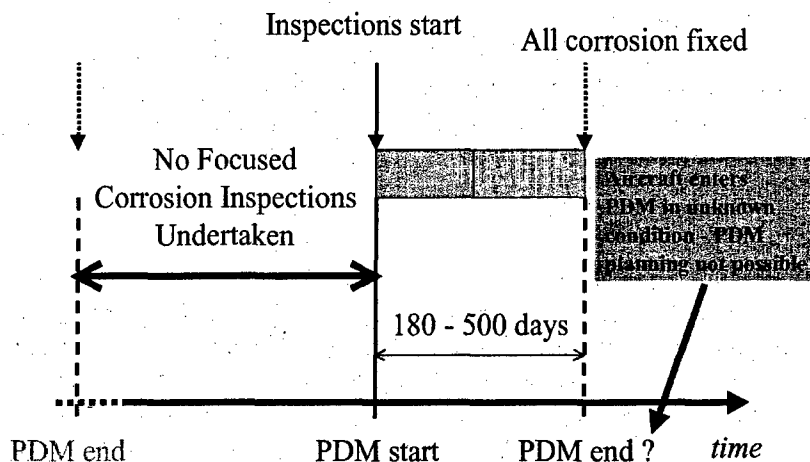 Inspections start
All corrosion fixed
No Focused
Corrosion Inspections
Undertaken
Aircraft enters
PDM in unknown
condition PDM
planning not possible
180 - 500 days
PDM end
PDM start
PDM end ?
time